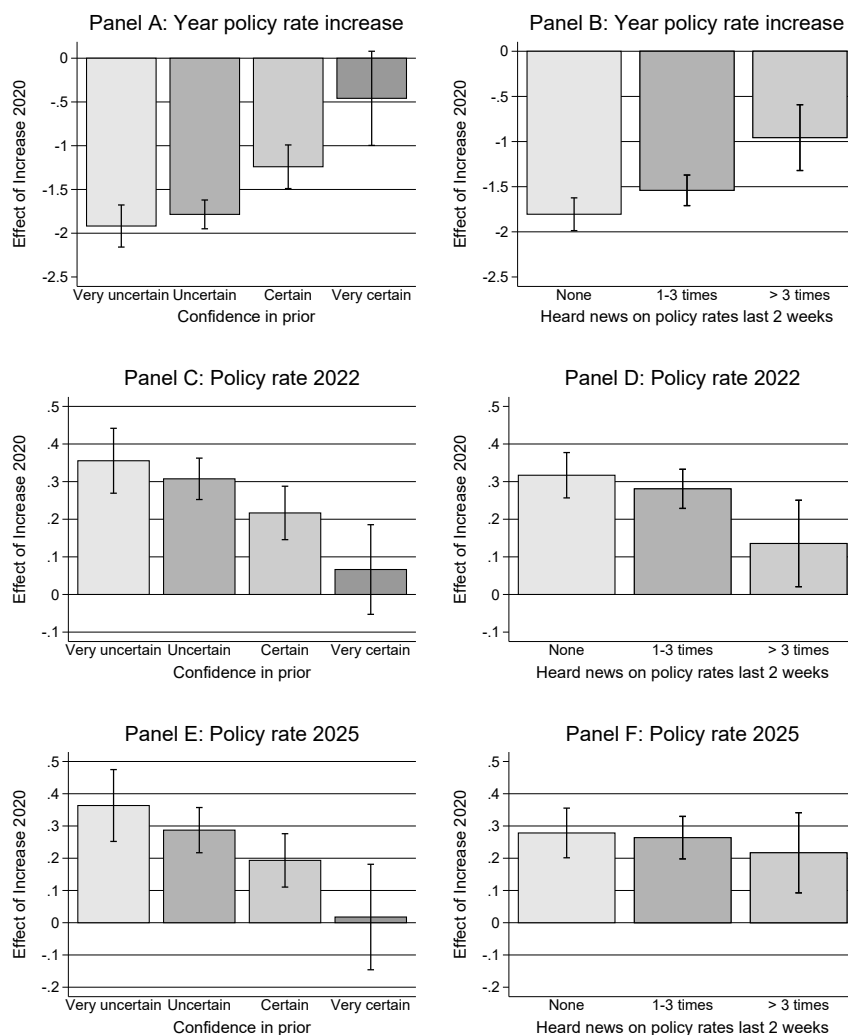 Panel A: Year policy rate increase
Effect of Increase 2020
0
-.5
-1
-1.5
-2
-2.5
Very uncertain Uncertain Certain Very certain
Confidence in prior
Panel B: Year policy rate increase
Effect of Increase 2020
0
-.5
-1
-1.5
-2
-2.5
None 1-3 times > 3 times
Heard news on policy rates last 2 weeks
Panel C: Policy rate 2022
Effect of Increase 2020
.5
.4
.3
.2
.1
0
-.1
Very uncertain Uncertain Certain Very certain
Confidence in prior
Panel D: Policy rate 2022
Effect of Increase 2020
.5
.4
.3
.2
.1
0
-.1
None 1-3 times > 3 times
Heard news on policy rates last 2 weeks
Panel E: Policy rate 2025
Effect of Increase 2020
.5
.4
.3
.2
.1
0
-.1
-.2
Very uncertain Uncertain Certain Very certain
Confidence in prior
Panel F: Policy rate 2025
Effect of Increase 2020
.5
.4
.3
.2
.1
0
-.1
-.2
None 1-3 times > 3 times
Heard news on policy rates last 2 weeks